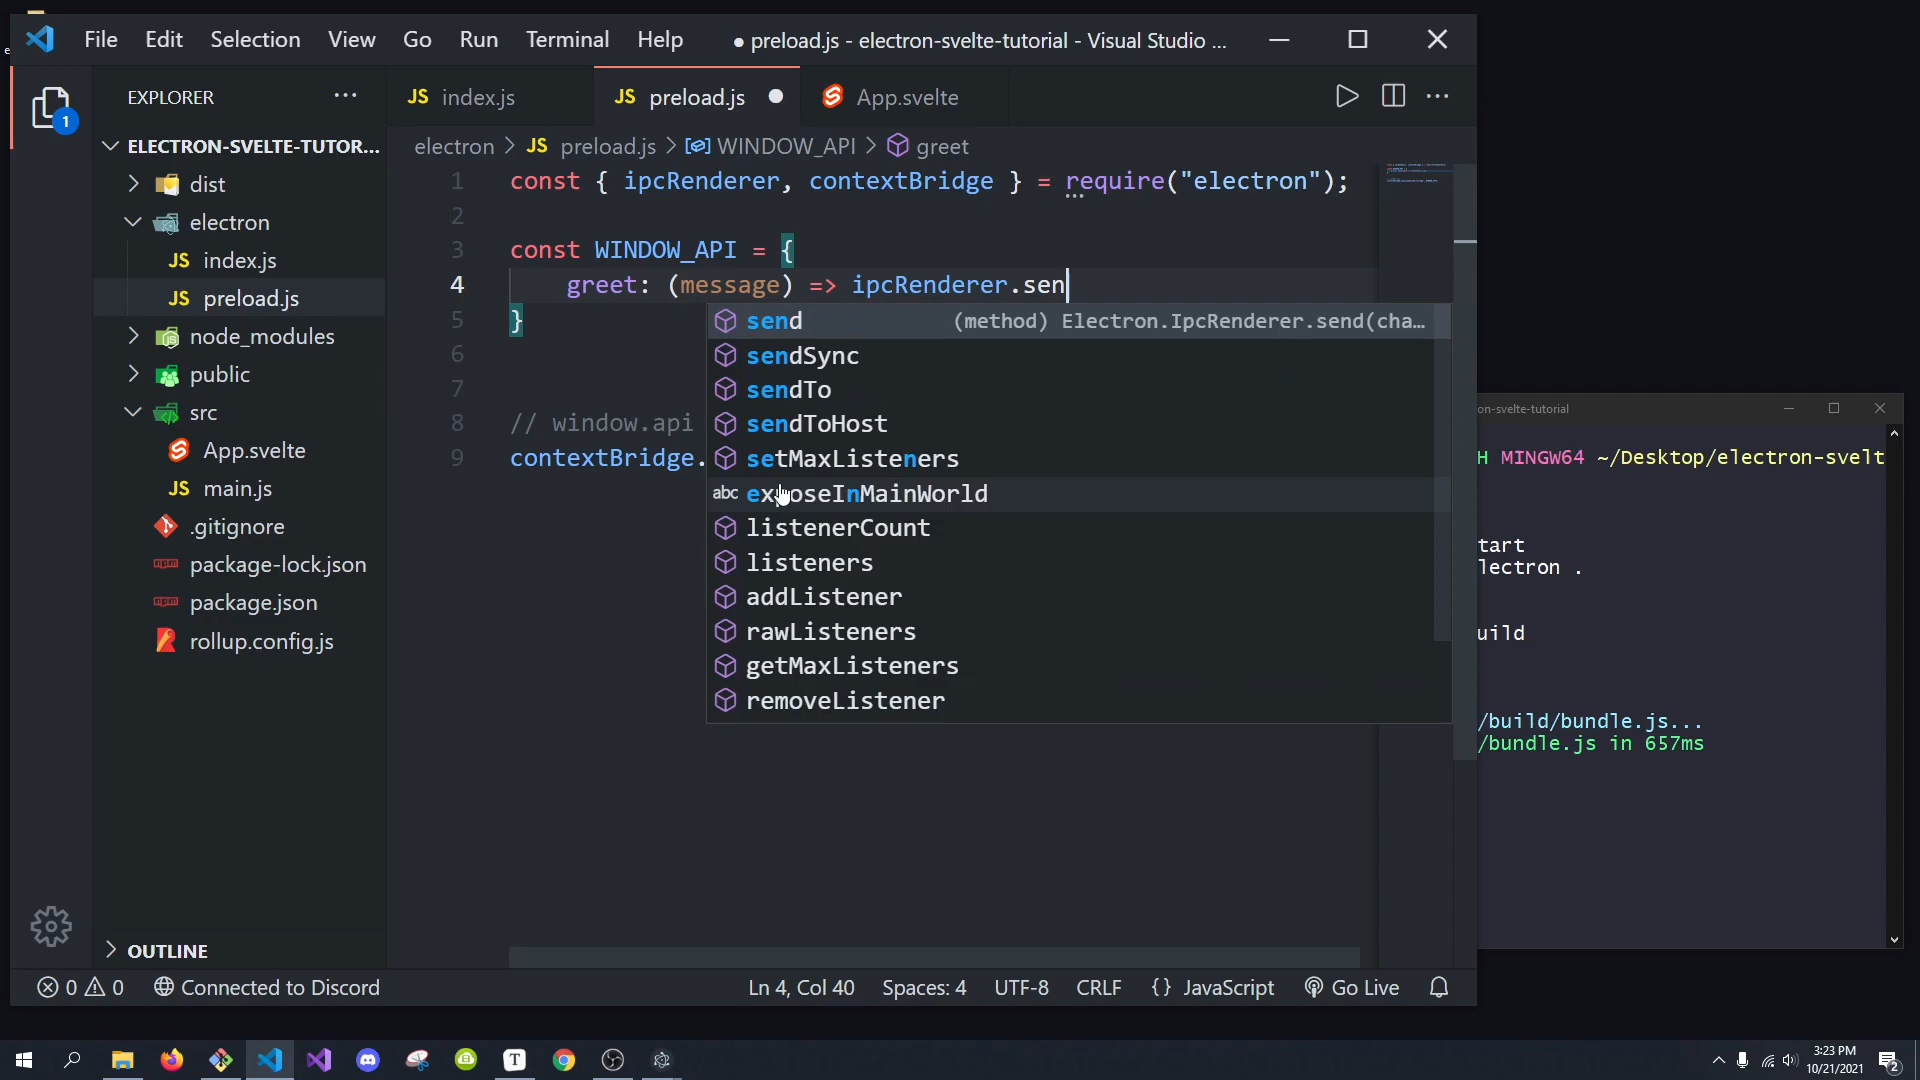 File Edit Selection View Go Run Terminal Help ● preload.js - electron-svelte-tutorial - Visual Studio ...
EXPLORER ...
1
JS index.js
JS preload.js
App.svelte
ELECTRON-SVELTE-TUTOR...
dist
electron
JS index.js
JS preload.js
node_modules
public
src
App.svelte
JS main.js
.gitignore
package-lock.json
package.json
rollup.config.js
OUTLINE
electron > JS preload.js > WINDOW_API > greet
1 const { ipcRenderer, contextBridge } = require("electron");
2
3 const WINDOW_API = {
4 greet: (message) => ipcRenderer.sen
5 }
6
7
8 // window.api
9 contextBridge.
send (method) Electron.IpcRenderer.send(cha...
sendSync
sendTo
sendToHost
setMaxListeners
abc exposeInMainWorld
listenerCount
listeners
addListener
rawListeners
getMaxListeners
removeListener
on-svelte-tutorial
H MINGW64 ~/Desktop/electron-svelt
tart
lectron .
uild
/build/bundle.js...
/bundle.js in 657ms
0 0 Connected to Discord Ln 4, Col 40 Spaces: 4 UTF-8 CRLF {} JavaScript Go Live
T
3:23 PM
10/21/2021
2